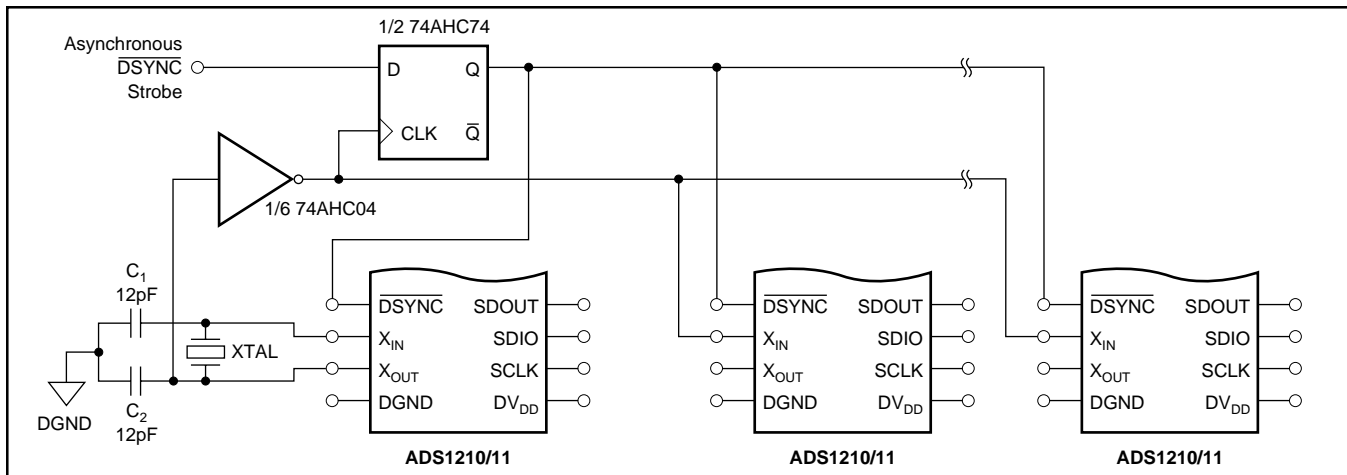 1/2 74AHC74
Asynchronous
DSYNC
Strobe
D
Q
CLK
Q
1/6 74AHC04
C1
12pF
XTAL
DGND
C2
12pF
DSYNC
SDOUT
XIN
SDIO
XOUT
SCLK
DGND
DVDD
ADS1210/11
DSYNC
SDOUT
XIN
SDIO
XOUT
SCLK
DGND
DVDD
ADS1210/11
DSYNC
SDOUT
XIN
SDIO
XOUT
SCLK
DGND
DVDD
ADS1210/11